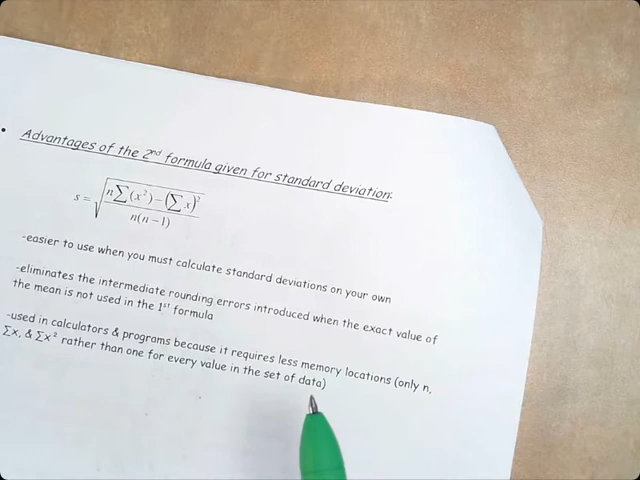 • Advantages of the 2nd formula given for standard deviation:
s = √((n∑(x²) − (∑x)²) / (n(n − 1)))
-easier to use when you must calculate standard deviations on your own
-eliminates the intermediate rounding errors introduced when the exact value of
the mean is not used in the 1st formula
-used in calculators & programs because it requires less memory locations (only n,
∑x, & ∑x² rather than one for every value in the set of data)